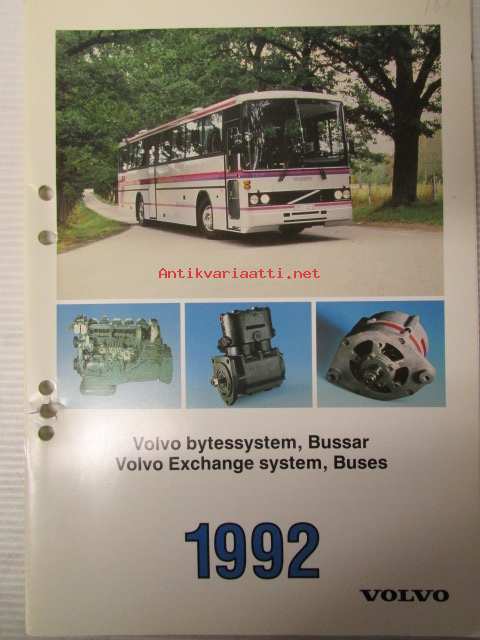 Antikvariaatti.net
Volvo bytessystem, Bussar
Volvo Exchange system, Buses
1992
VOLVO